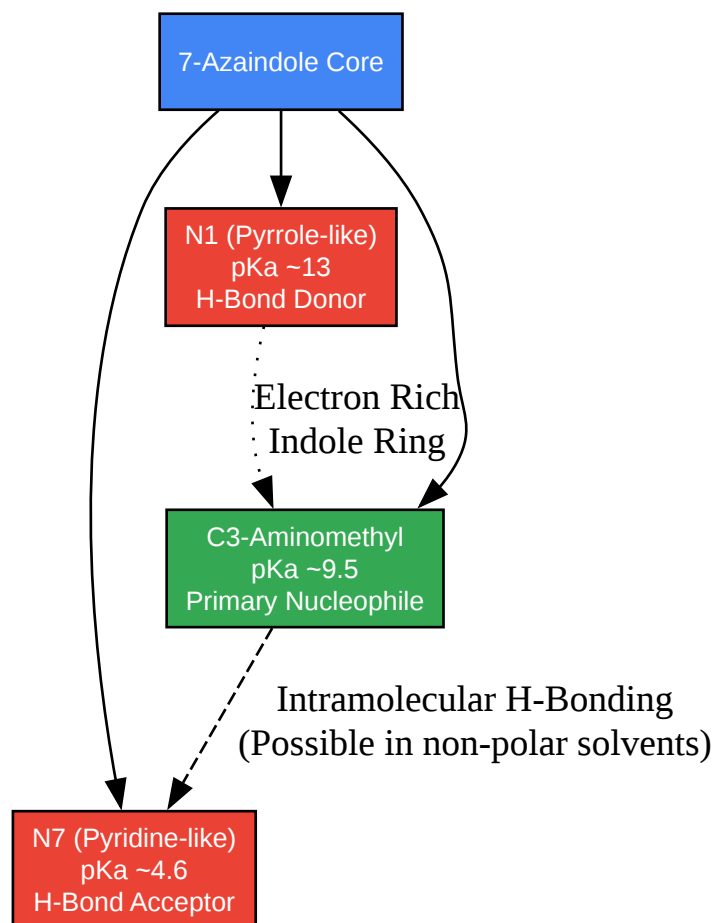 7-Azaindole Core
N1 (Pyrrole-like)
pKa ~13
H-Bond Donor
Electron Rich
Indole Ring
C3-Aminomethyl
pKa ~9.5
Primary Nucleophile
Intramolecular H-Bonding
(Possible in non-polar solvents)
N7 (Pyridine-like)
pKa ~4.6
H-Bond Acceptor